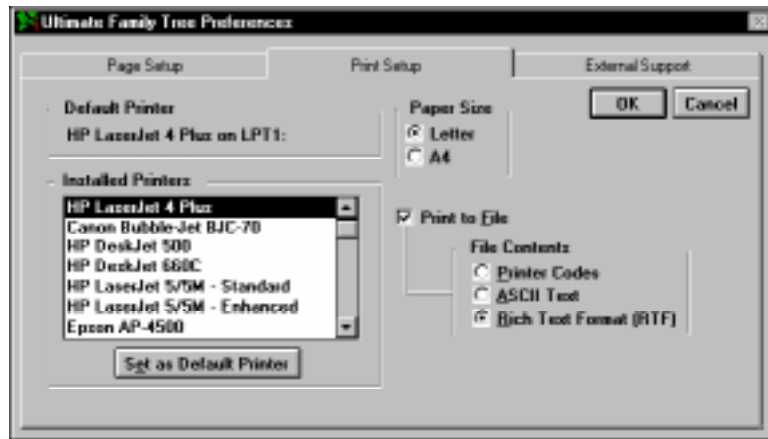 Ultimate Family Tree Preferences
Page Setup
Print Setup
External Support
Default Printer
HP LaserJet 4 Plus on LPT1:
Paper Size
Letter
A4
OK
Cancel
Installed Printers
HP LaserJet 4 Plus
Canon Bubble-Jet BJC-70
HP DeskJet 500
HP DeskJet 660C
HP LaserJet 5/5M - Standard
HP LaserJet 5/5M - Enhanced
Epson AP-4500
Set as Default Printer
Print to File
File Contents
Printer Codes
ASCII Text
Rich Text Format (RTF)